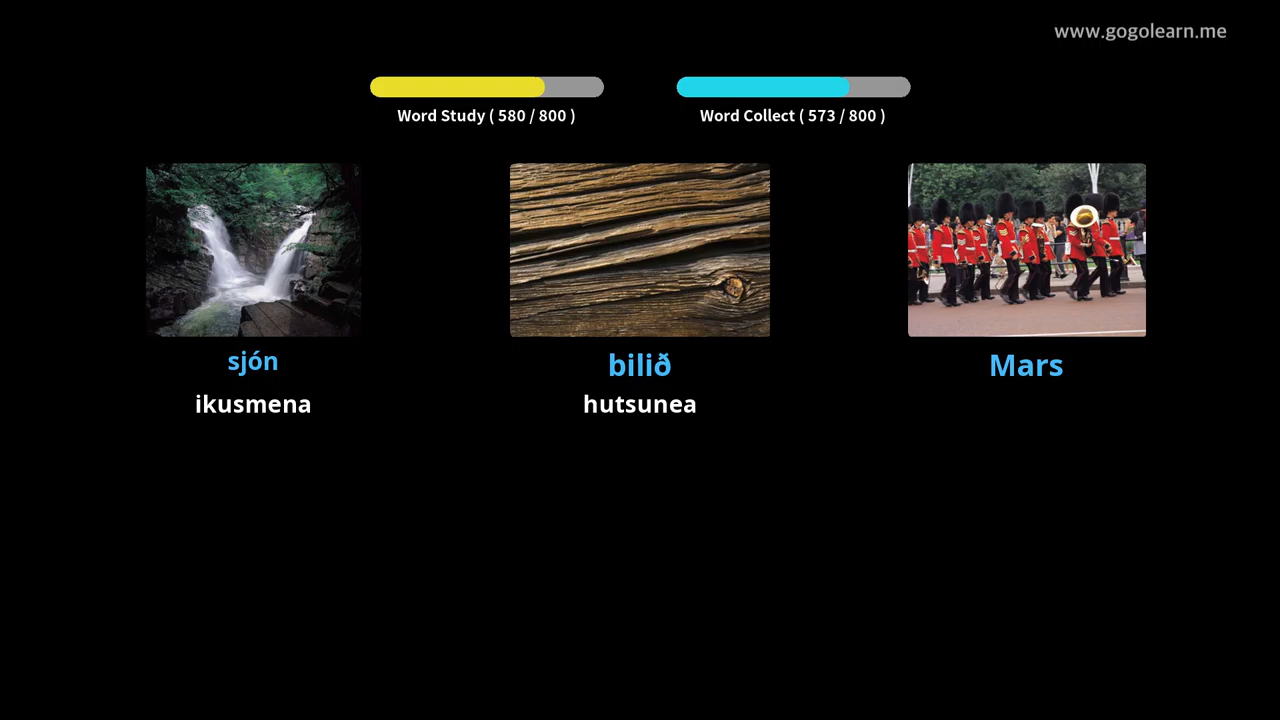 www.gogolearn.me
Word Study ( 580 / 800 )
Word Collect ( 573 / 800 )
sjón
bilið
Mars
ikusmena
hutsunea